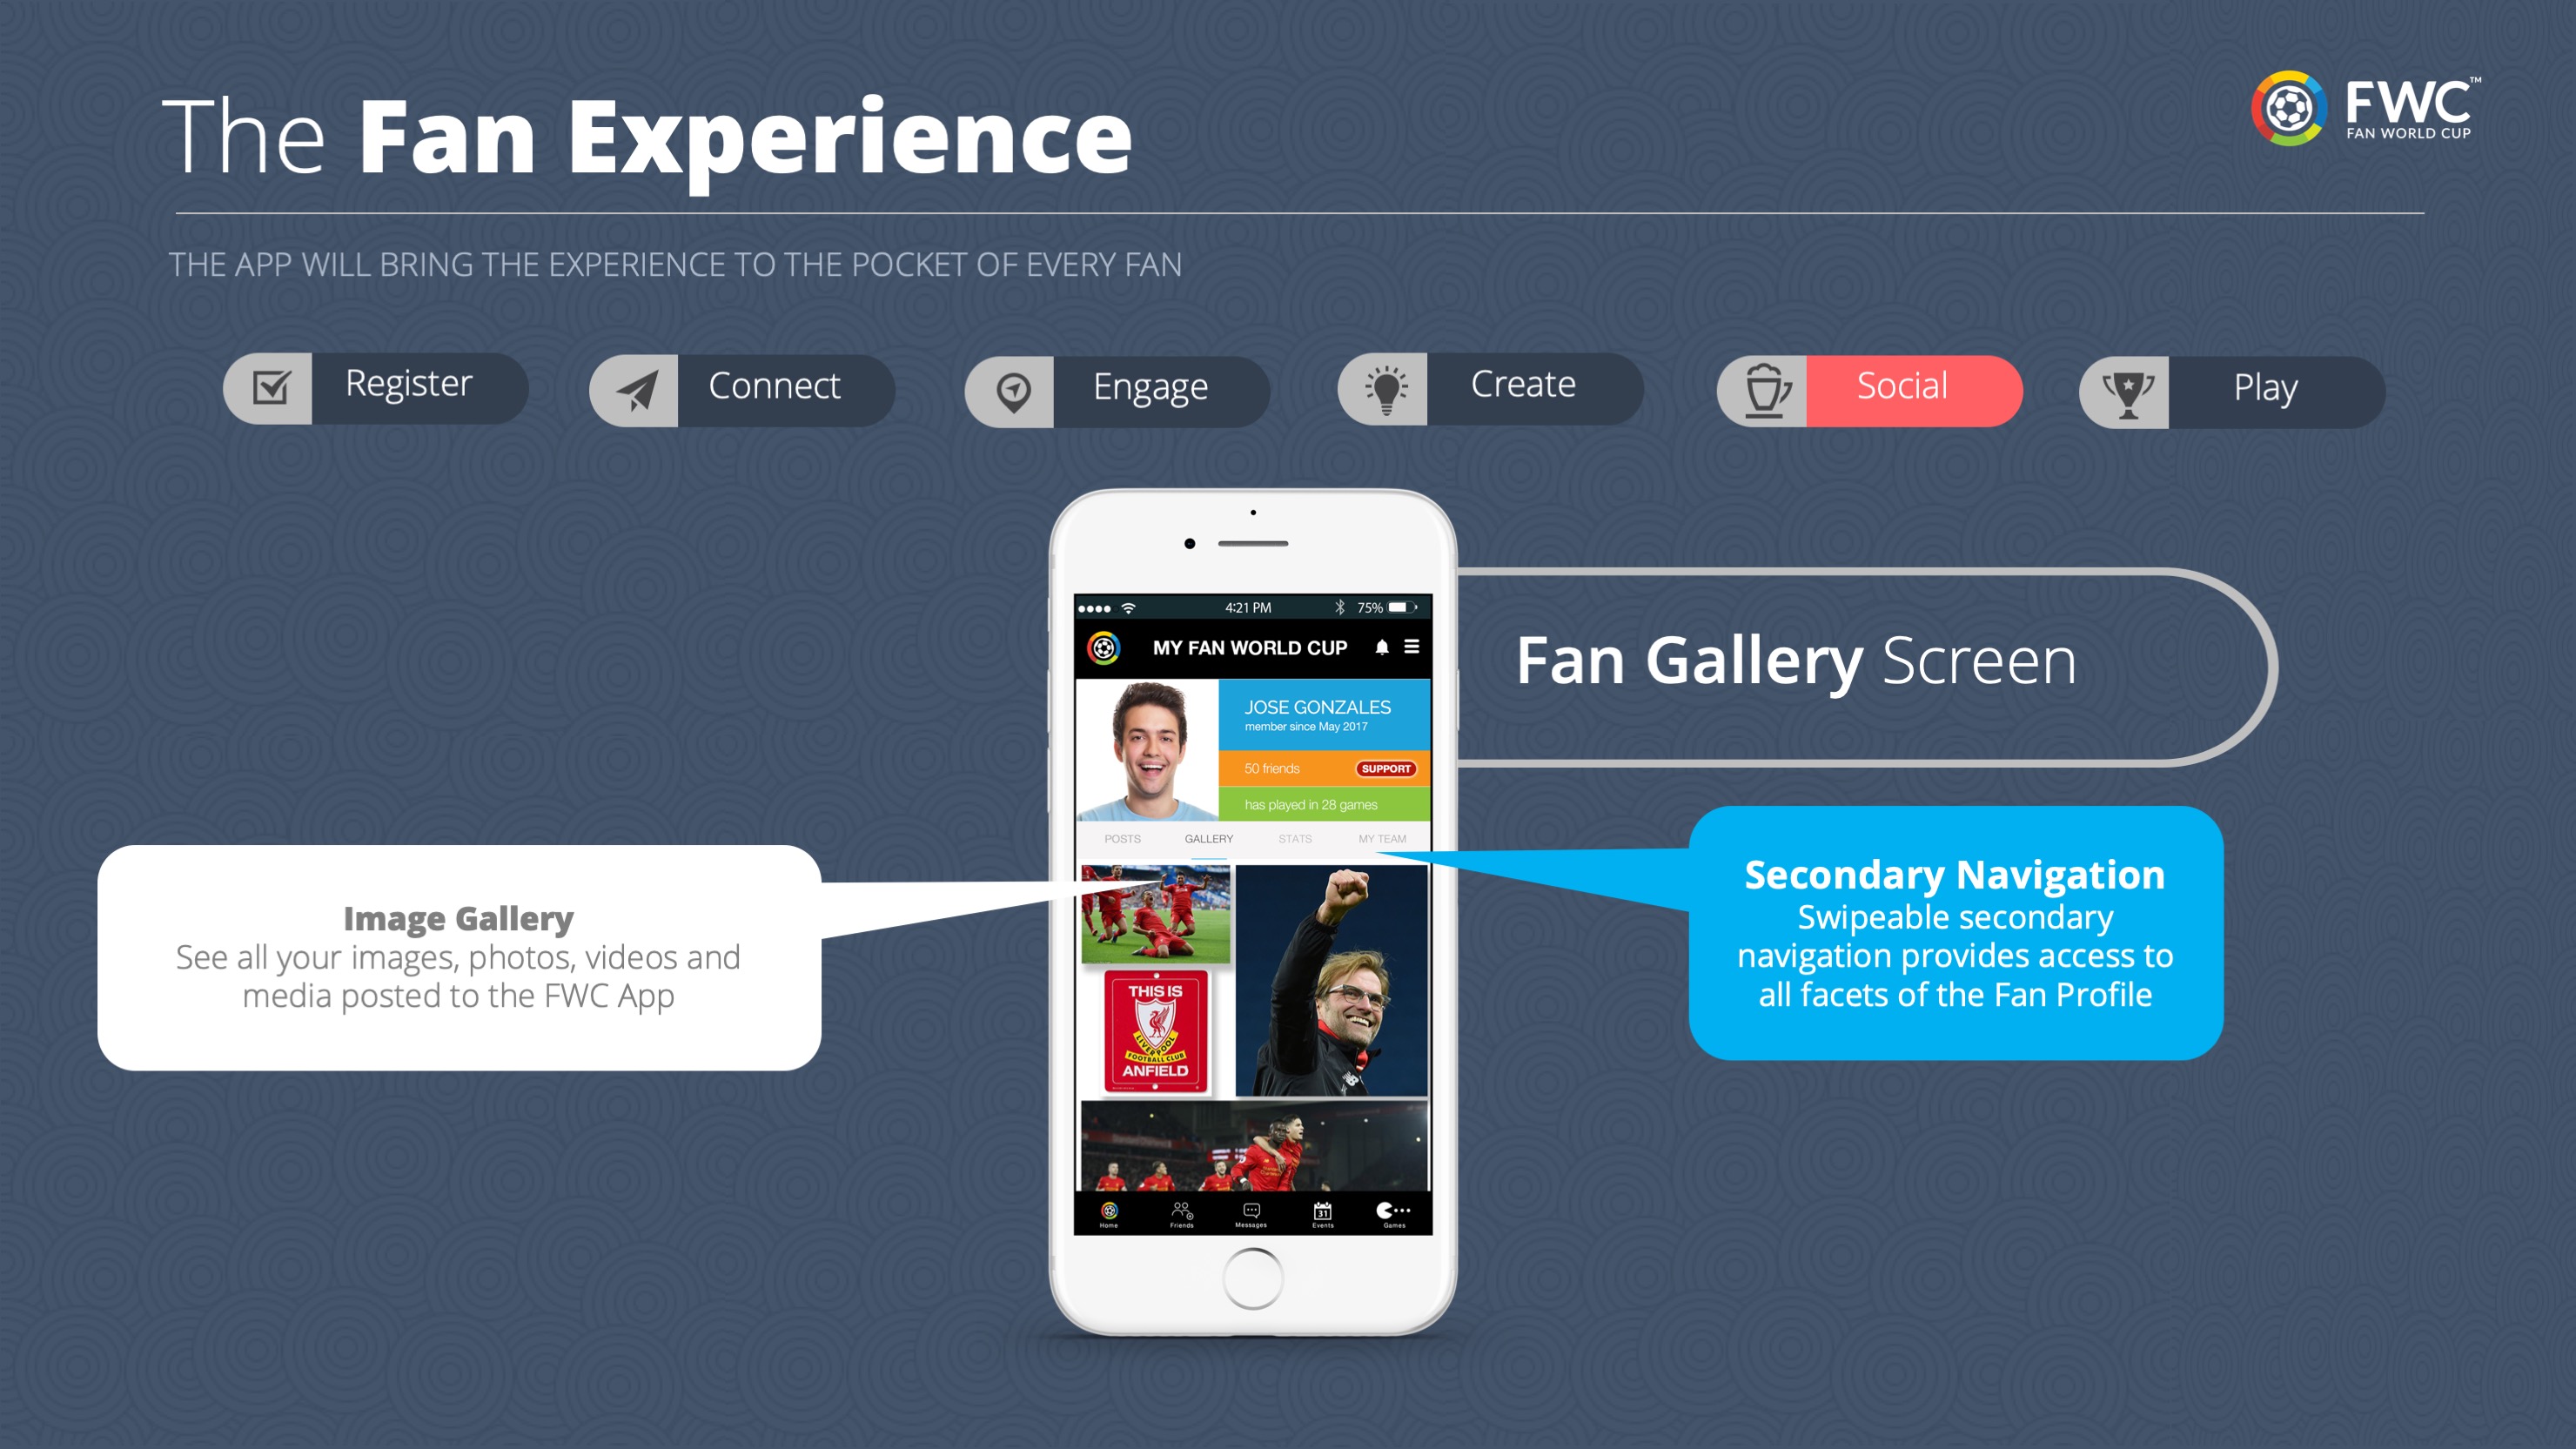 The Fan Experience
FWC™
FAN WORLD CUP
THE APP WILL BRING THE EXPERIENCE TO THE POCKET OF EVERY FAN
Register
Connect
Engage
Create
Social
Play
4:21 PM
75%
MY FAN WORLD CUP
JOSE GONZALES
member since May 2017
50 friends
SUPPORT
has played in 28 games
POSTS
GALLERY
STATS
MY TEAM
THIS IS
LIVERPOOL
FOOTBALL CLUB
ANFIELD
Home
Friends
Messages
31
Events
Games
Fan Gallery Screen
Image Gallery
See all your images, photos, videos and
media posted to the FWC App
Secondary Navigation
Swipeable secondary
navigation provides access to
all facets of the Fan Profile